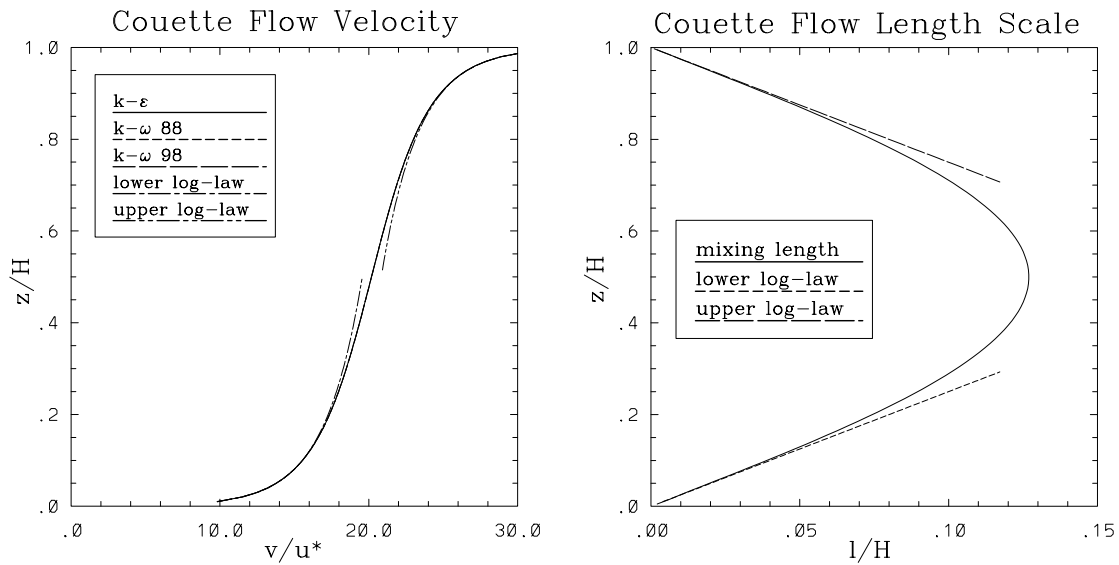 Couette Flow Velocity
1.0
.8
.6
.4
.2
.0
z/H
k-ε
k-ω 88
k-ω 98
lower log-law
upper log-law
.0 10.0 20.0 30.0
v/u*
Couette Flow Length Scale
1.0
.8
.6
.4
.2
.0
z/H
mixing length
lower log-law
upper log-law
.00 .05 .10 .15
l/H